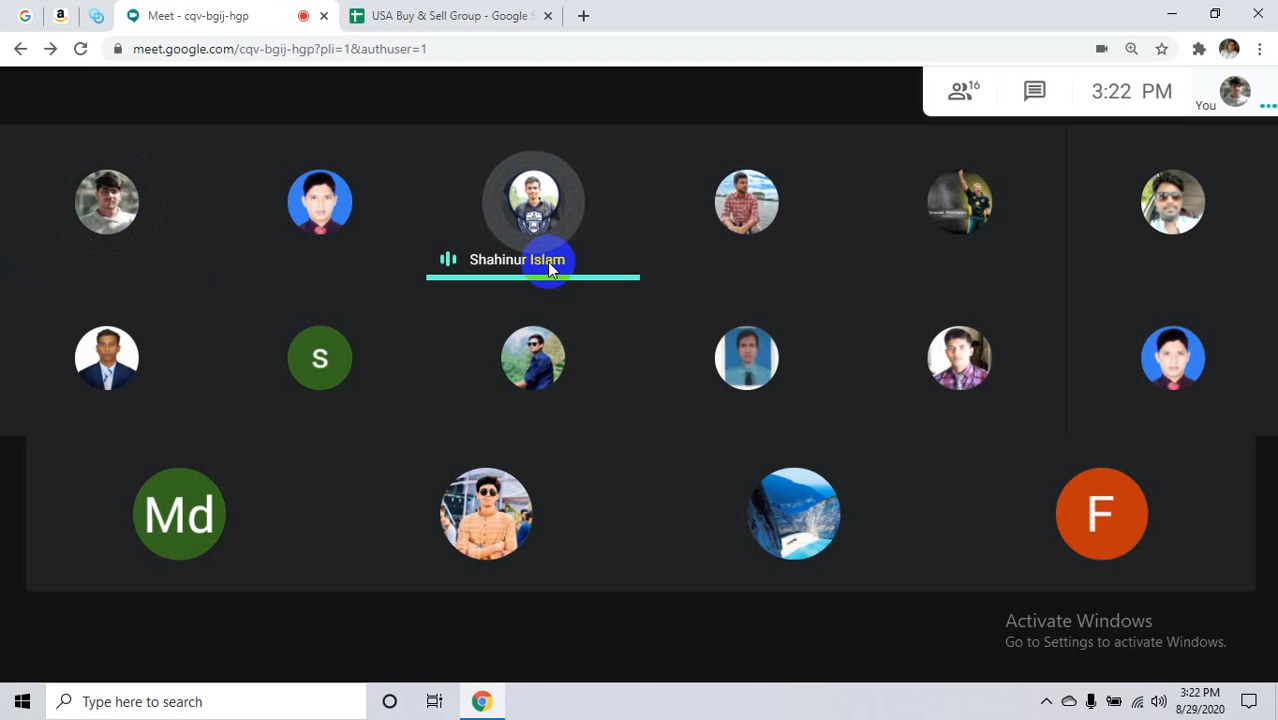 Meet - cqv-bgij-hgp
USA Buy & Sell Group - Google S
meet.google.com/cqv-bgij-hgp?pli=1&authuser=1
16
3:22 PM
You
Shahinur Islam
S
Md
F
Activate Windows
Go to Settings to activate Windows.
Type here to search
3:22 PM
8/29/2020